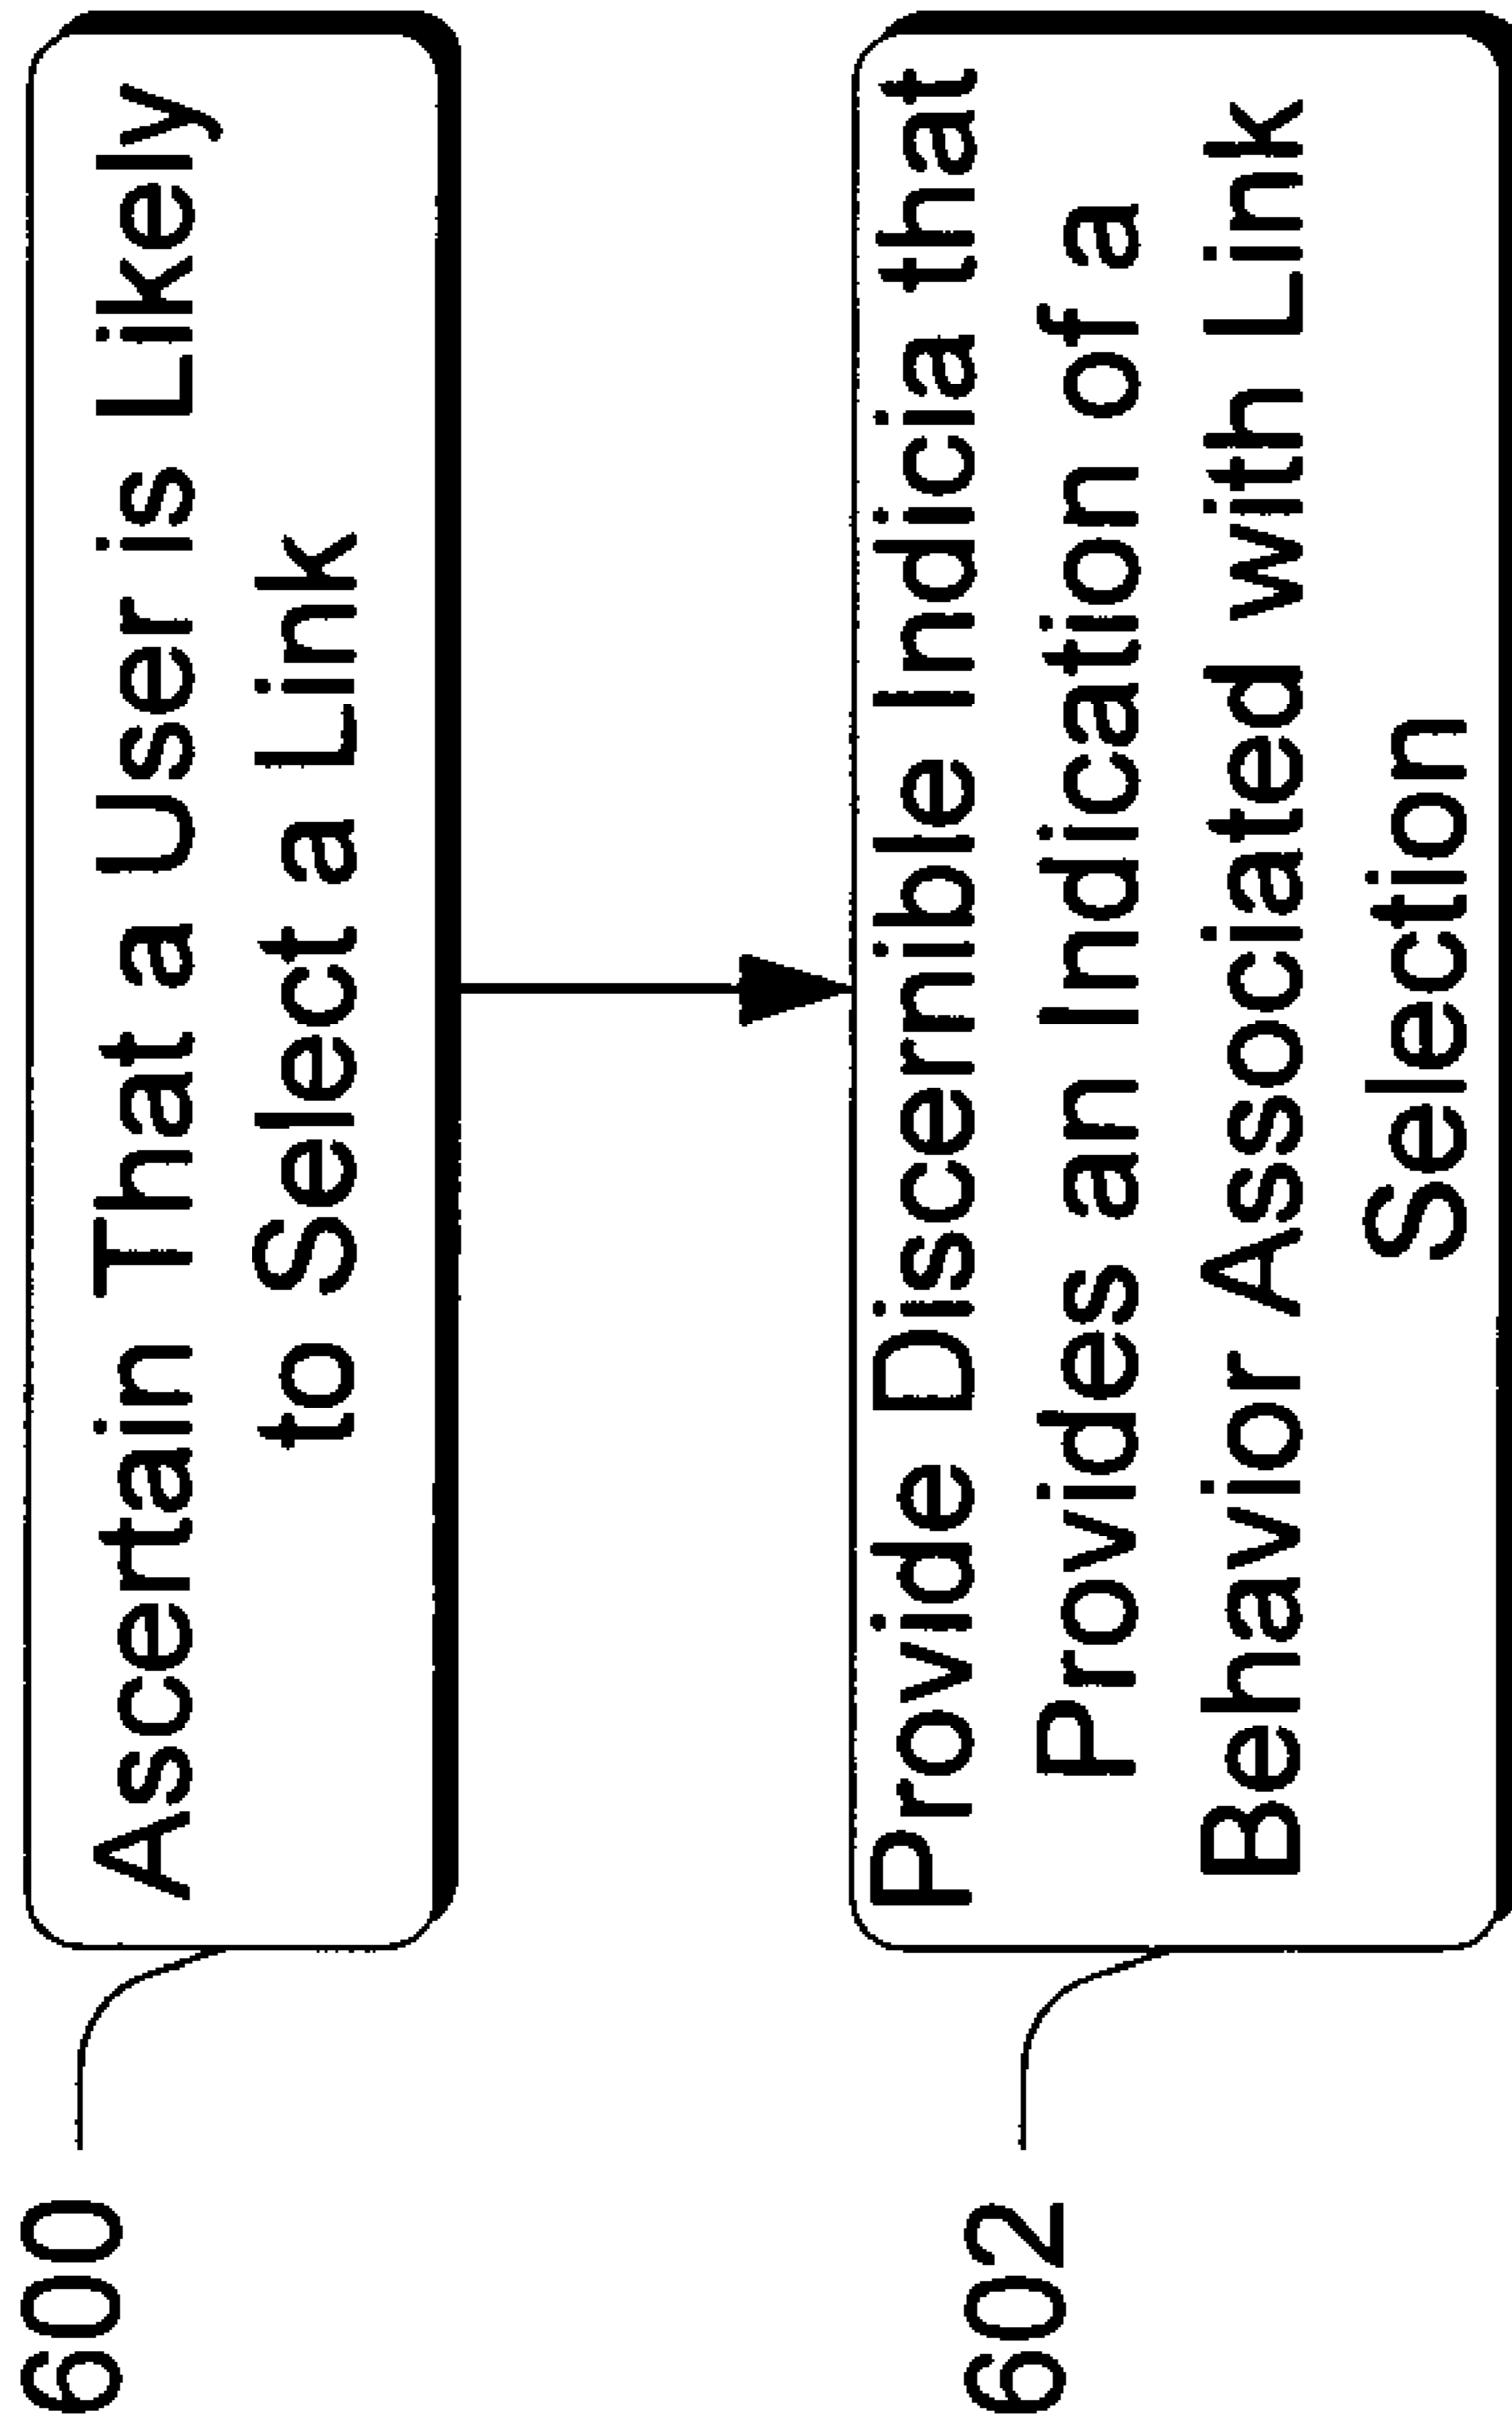 600
Ascertain That a User is Likely
to Select a Link
602
Provide Discernible Indicia that
Provides an Indication of a
Behavior Associated with Link
Selection